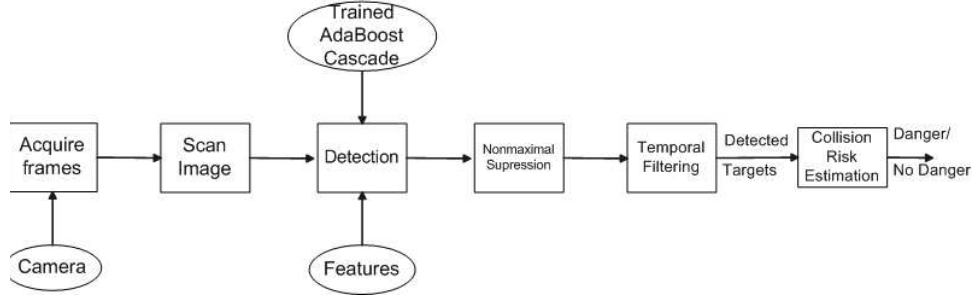 Trained
AdaBoost
Cascade
Acquire
frames
Scan
Image
Detection
Nonmaximal
Supression
Temporal
Filtering
Detected
Targets
Collision
Risk
Estimation
Danger/
No Danger
Camera
Features